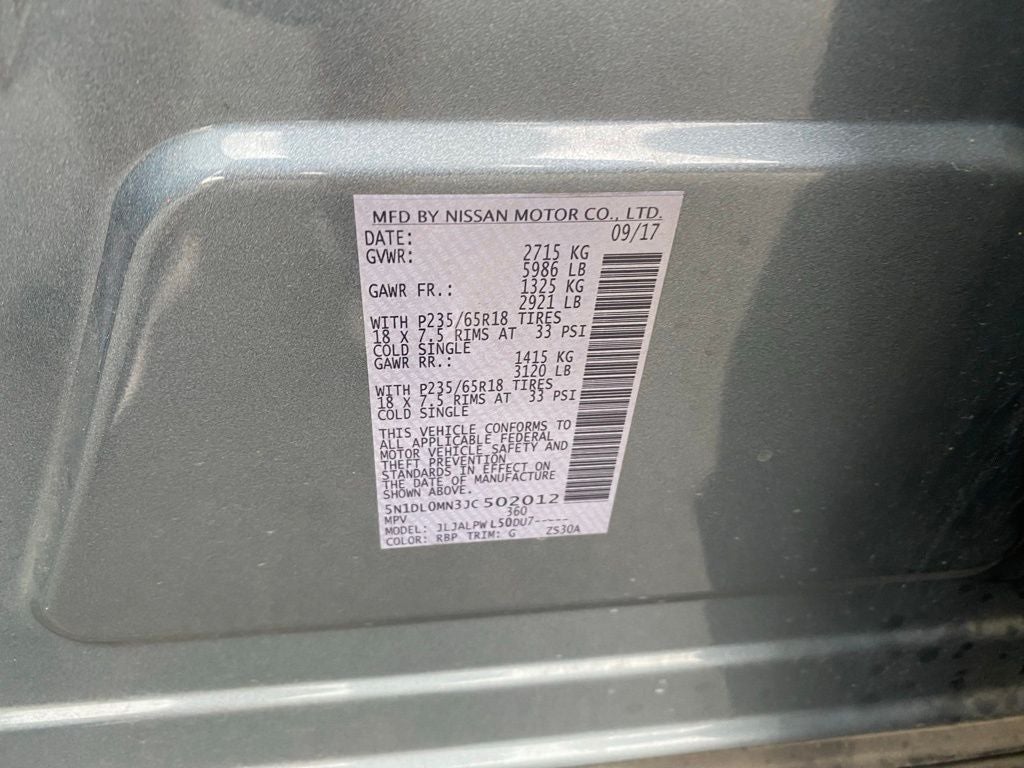 MFD BY NISSAN MOTOR CO., LTD.
DATE: 09/17
GVWR: 2715 KG
5986 LB
GAWR FR.: 1325 KG
2921 LB
WITH P235/65R18 TIRES
18 X 7.5 RIMS AT 33 PSI
COLD SINGLE
GAWR RR.: 1415 KG
3120 LB
WITH P235/65R18 TIRES
18 X 7.5 RIMS AT 33 PSI
COLD SINGLE
THIS VEHICLE CONFORMS TO
ALL APPLICABLE FEDERAL
MOTOR VEHICLE SAFETY AND
THEFT PREVENTION
STANDARDS IN EFFECT ON
THE DATE OF MANUFACTURE
SHOWN ABOVE.
5N1DL0MN3JC 502012
MPV 360
MODEL: JLJALPW L50DU7-----
COLOR: RBP TRIM: G ZS30A